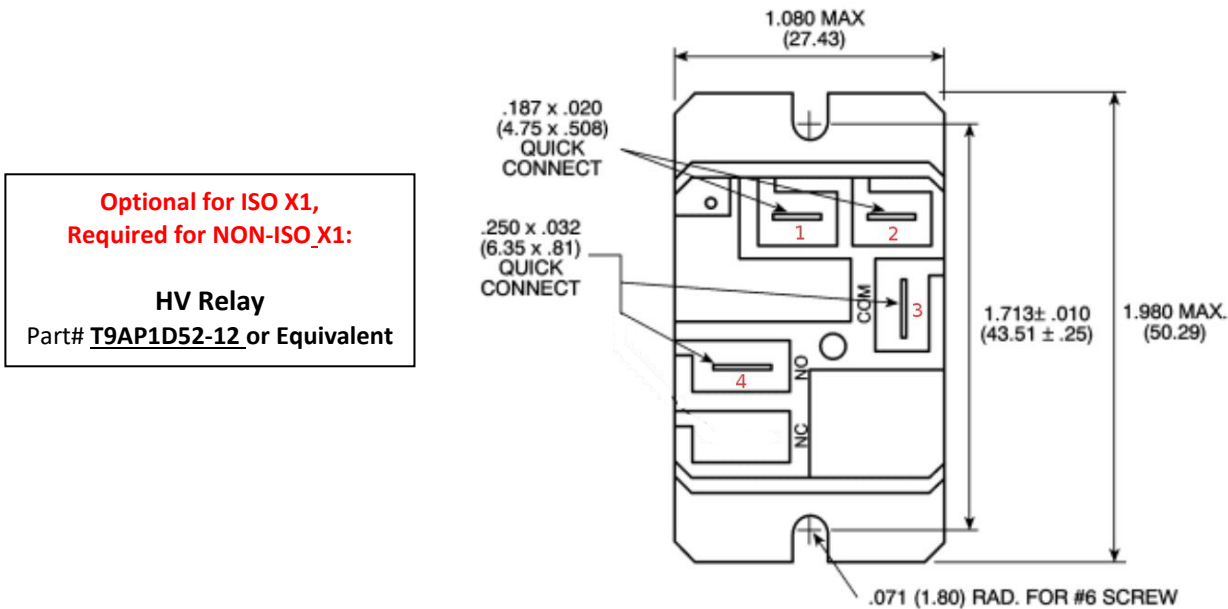 Optional for ISO X1,
Required for NON-ISO X1:
HV Relay
Part# T9AP1D52-12 or Equivalent
1.080 MAX
(27.43)
.187 x .020
(4.75 x .508)
QUICK
CONNECT
.250 x .032
(6.35 x .81)
QUICK
CONNECT
1
2
COM
3
4
NO
NC
1.713± .010
(43.51 ± .25)
1.980 MAX.
(50.29)
.071 (1.80) RAD. FOR #6 SCREW